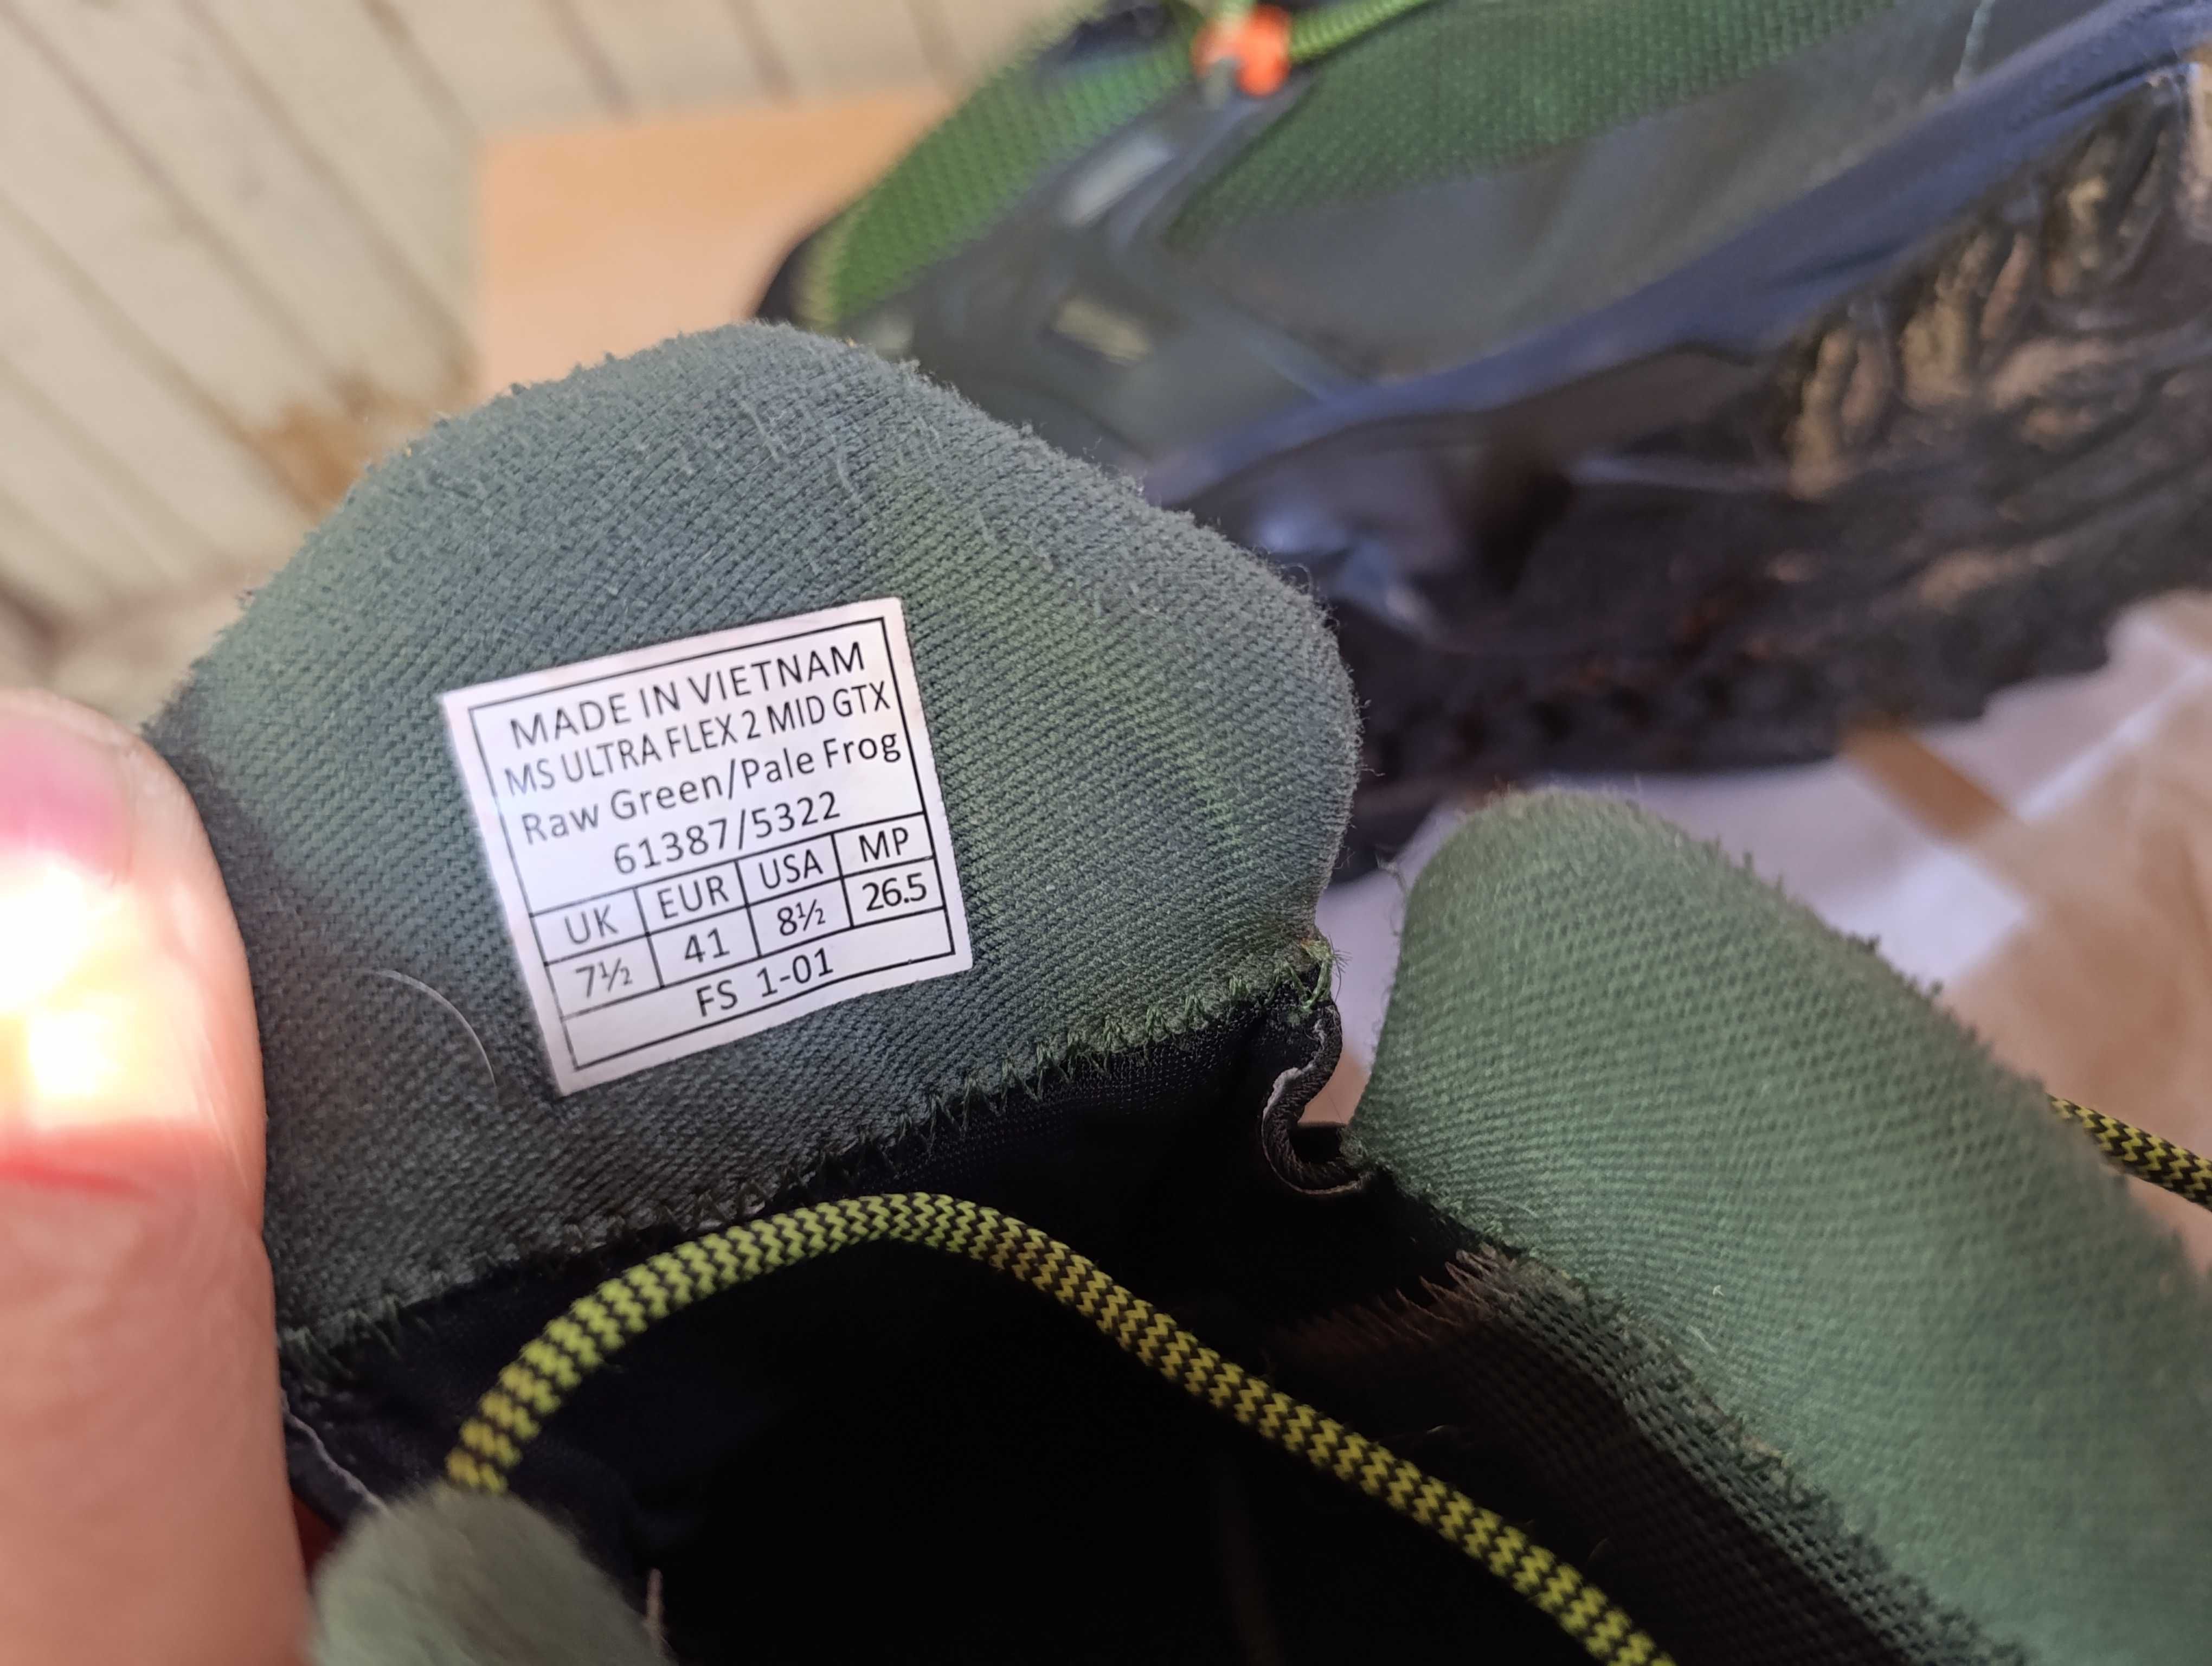 MADE IN VIETNAM
MS ULTRA FLEX 2 MID GTX
Raw Green/Pale Frog
61387/5322
UK EUR USA MP
7½ 41 8½ 26.5
FS 1-01